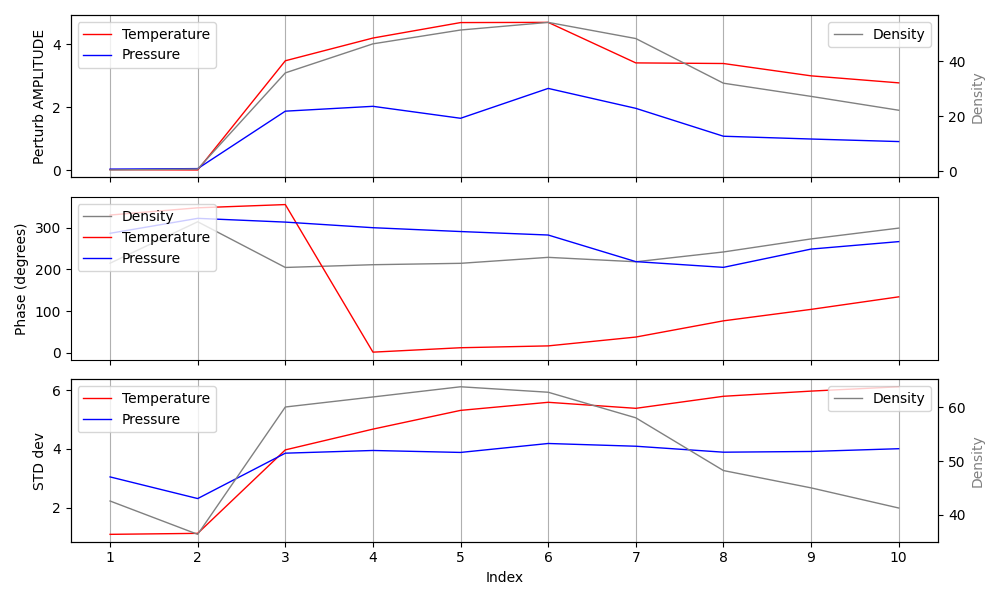 Temperature
Pressure
Density
Perturb AMPLITUDE
4
2
0
40
20
0
Density
Density
Temperature
Pressure
Phase (degrees)
300
200
100
0
Temperature
Pressure
Density
STD dev
6
4
2
60
50
40
Density
1 2 3 4 5 6 7 8 9 10
Index